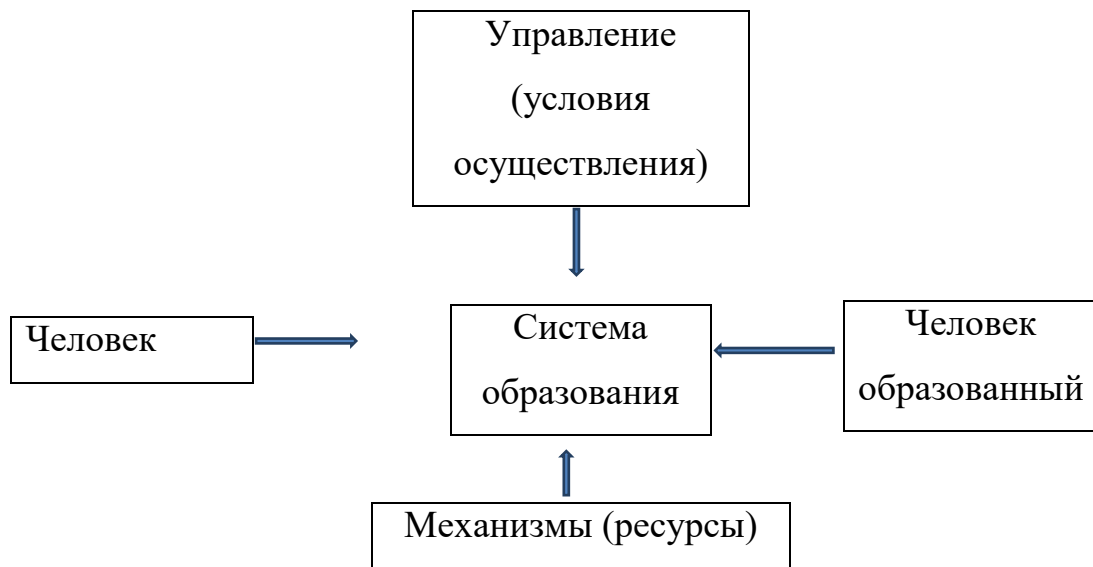 Управление
(условия
осуществления)
Человек
Система
образования
Человек
образованный
Механизмы (ресурсы)